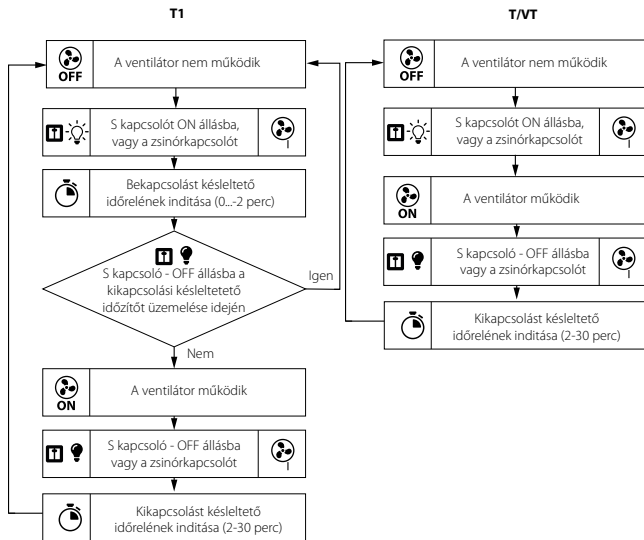 T1
OFF
A ventilátor nem működik
S kapcsolót ON állásba,
vagy a zsinórkapcsolót
Bekapcsolást késleltető
időrelének inditása (0...-2 perc)
S kapcsoló - OFF állásba a
kikapcsolási késleltetető
időzítőt üzemelése idején
Igen
Nem
ON
A ventilátor működik
S kapcsoló - OFF állásba
vagy a zsinórkapcsolót
Kikapcsolást késleltető
időrelének inditása (2-30 perc)
T/VT
OFF
A ventilátor nem működik
S kapcsolót ON állásba,
vagy a zsinórkapcsolót
ON
A ventilátor működik
S kapcsoló - OFF állásba
vagy a zsinórkapcsolót
Kikapcsolást késleltető
időrelének inditása (2-30 perc)